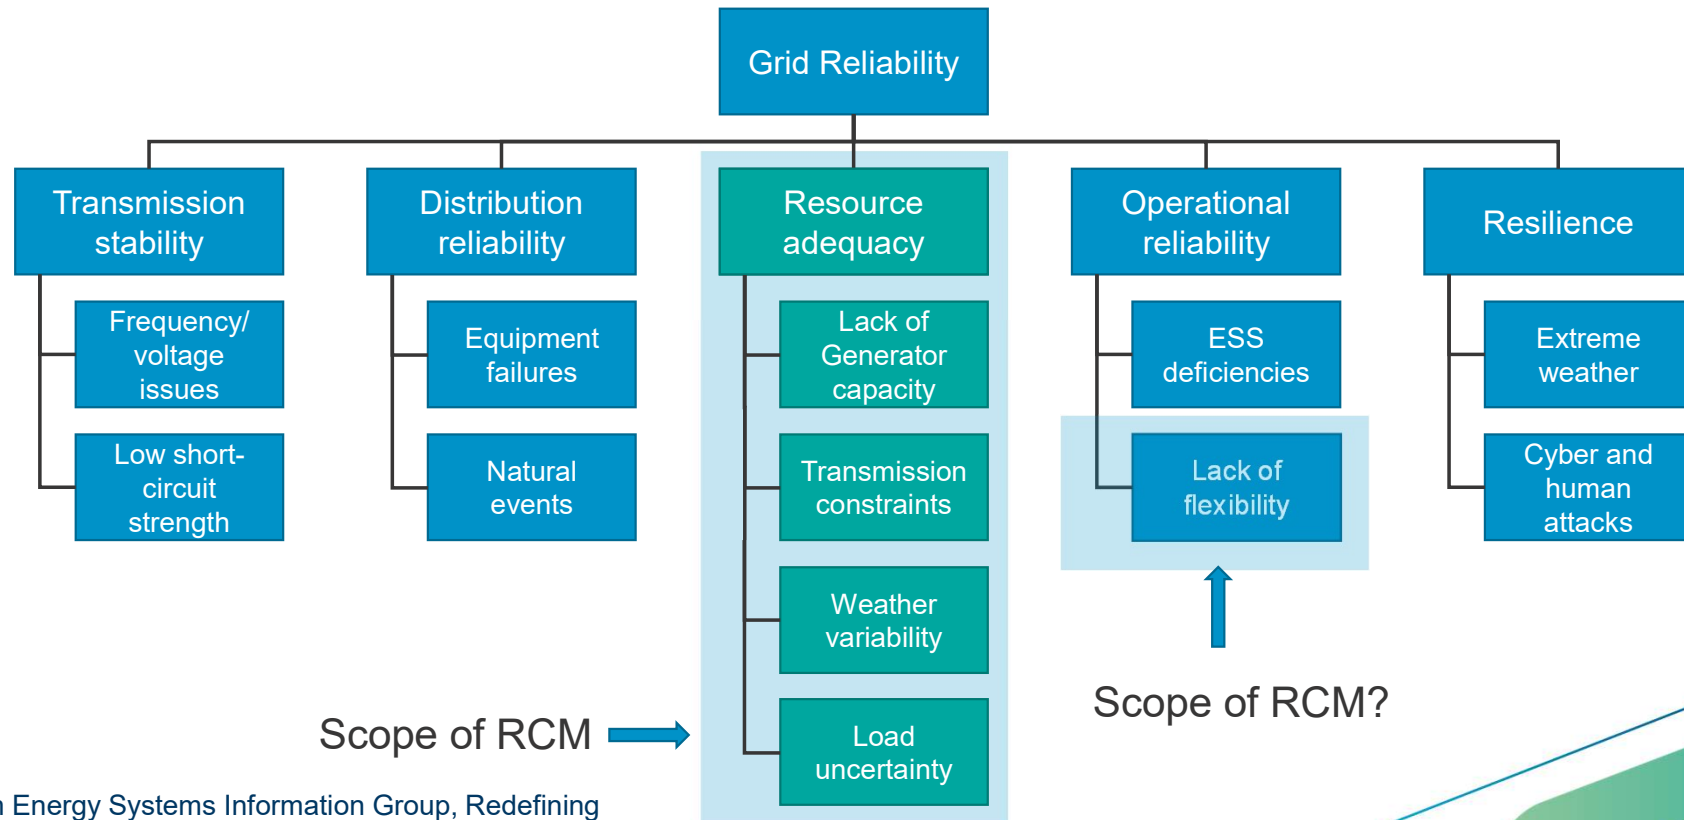 Grid Reliability
Transmission
stability
Distribution
reliability
Resource
adequacy
Operational
reliability
Resilience
Frequency/
voltage
issues
Equipment
failures
Lack of
Generator
capacity
ESS
deficiencies
Extreme
weather
Low short-
circuit
strength
Natural
events
Transmission
constraints
Lack of
flexibility
Cyber and
human
attacks
Weather
variability
Load
uncertainty
Scope of RCM
Scope of RCM?
Energy Systems Information Group, Redefining